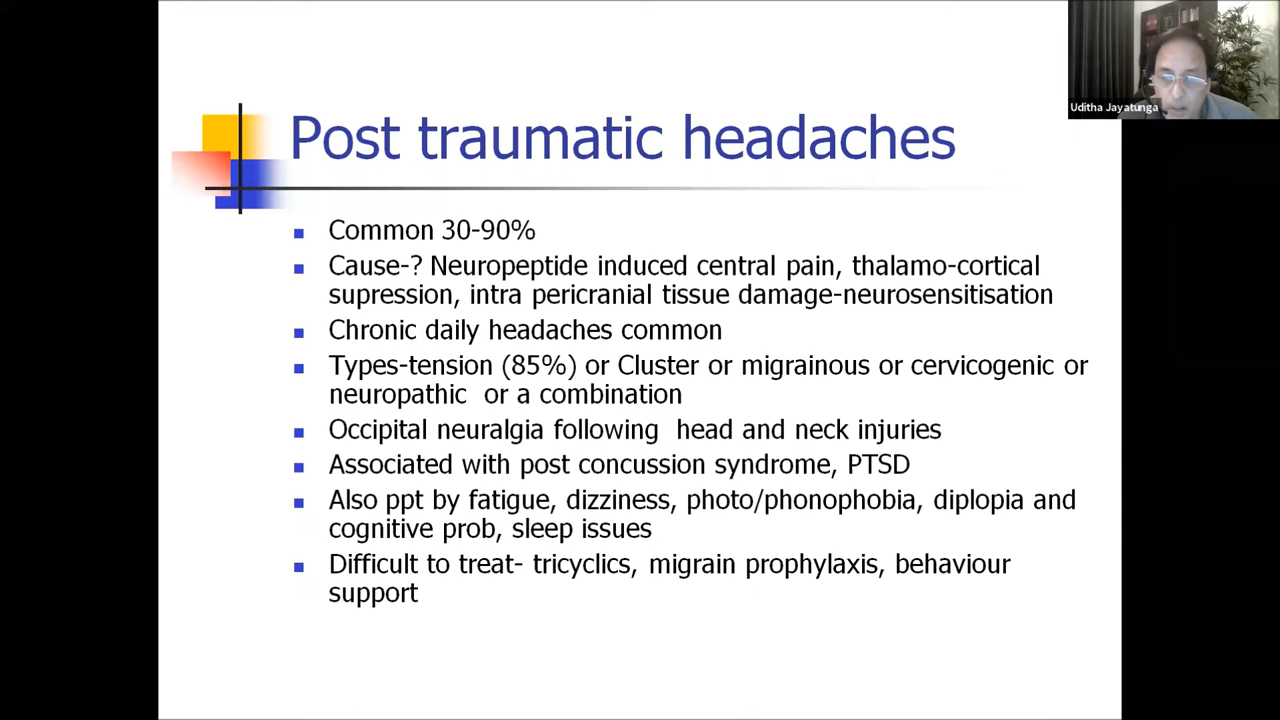 Uditha Jayatunga
Post traumatic headaches
Common 30-90%
Cause-? Neuropeptide induced central pain, thalamo-cortical
supression, intra pericranial tissue damage-neurosensitisation
Chronic daily headaches common
Types-tension (85%) or Cluster or migrainous or cervicogenic or
neuropathic or a combination
Occipital neuralgia following head and neck injuries
Associated with post concussion syndrome, PTSD
Also ppt by fatigue, dizziness, photo/phonophobia, diplopia and
cognitive prob, sleep issues
Difficult to treat- tricyclics, migrain prophylaxis, behaviour
support